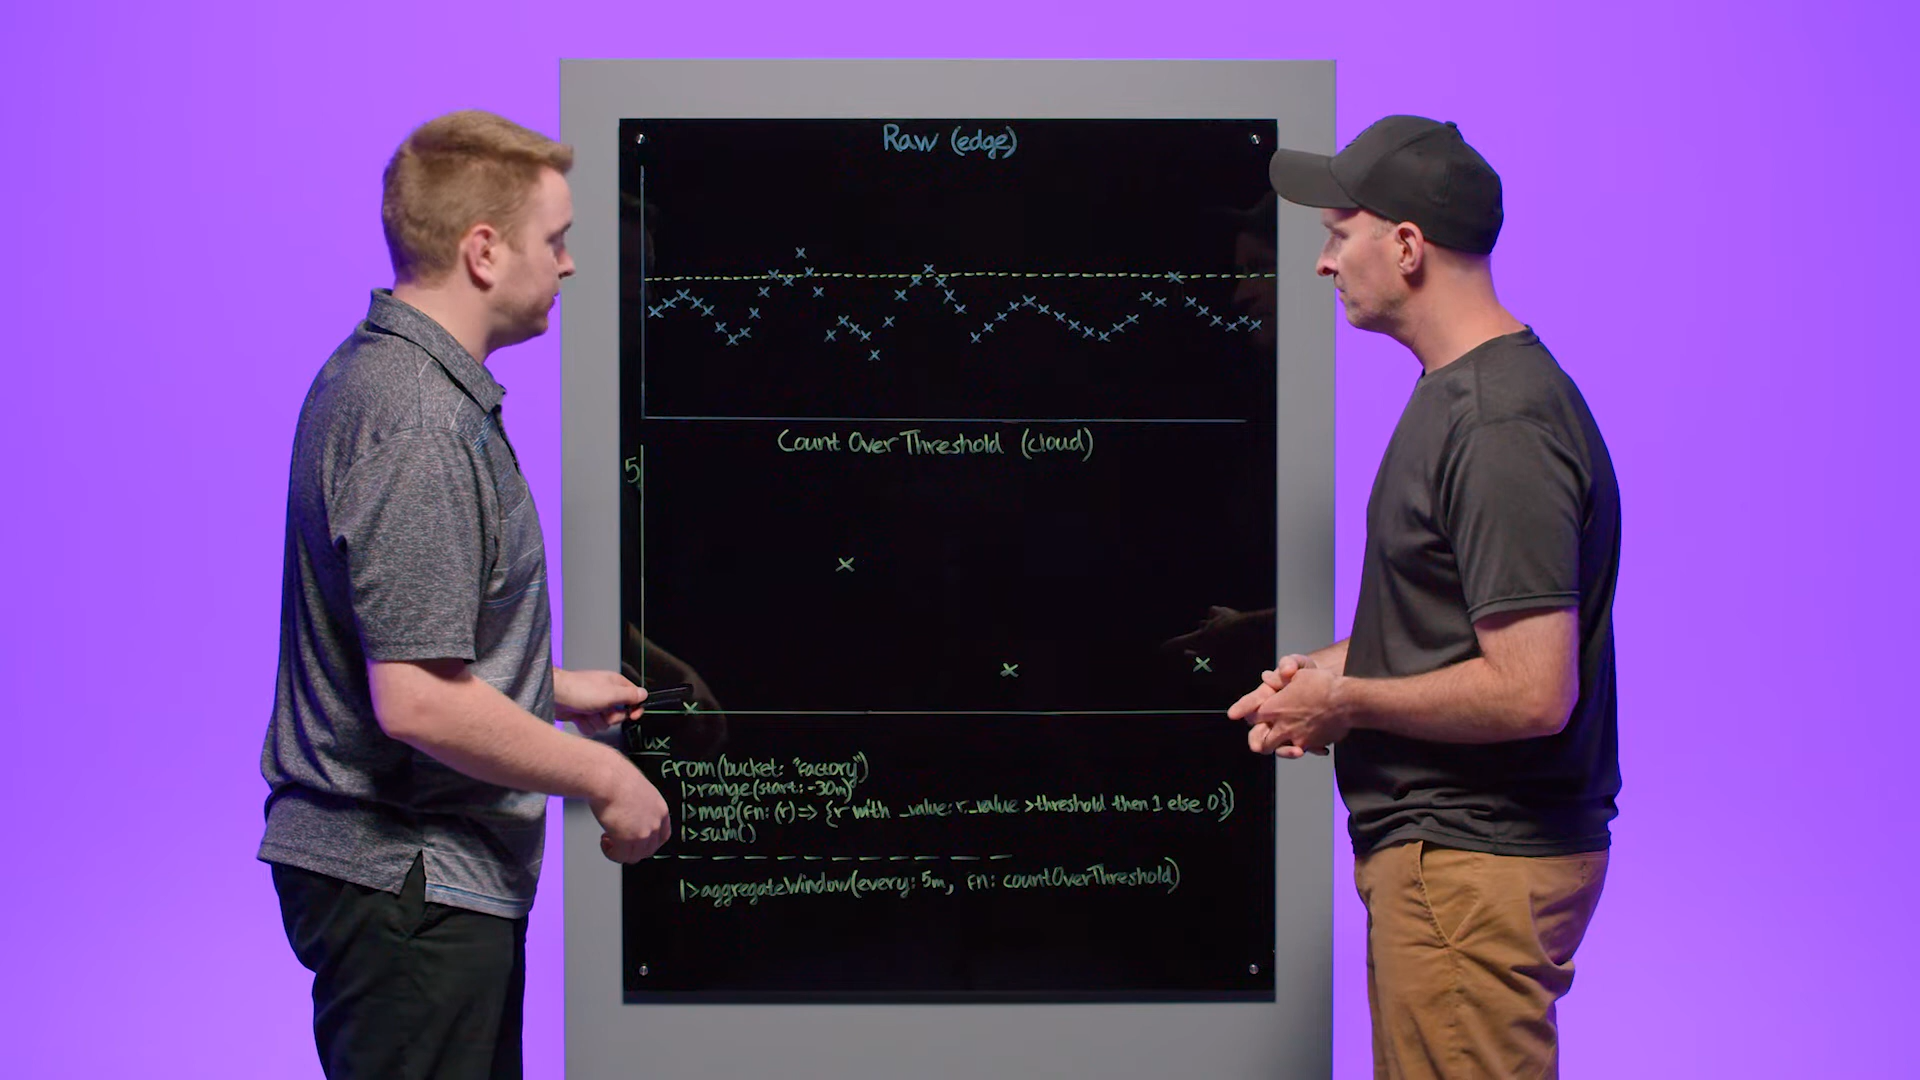 Raw (edge)
Count Over Threshold (cloud)
5
Flux
from(bucket: "factory")
|>range(start: -30m)
|>map(fn: (r) => {r with _value: r._value >threshold then 1 else 0})
|>sum()
|>aggregateWindow(every: 5m, fn: countOverThreshold)